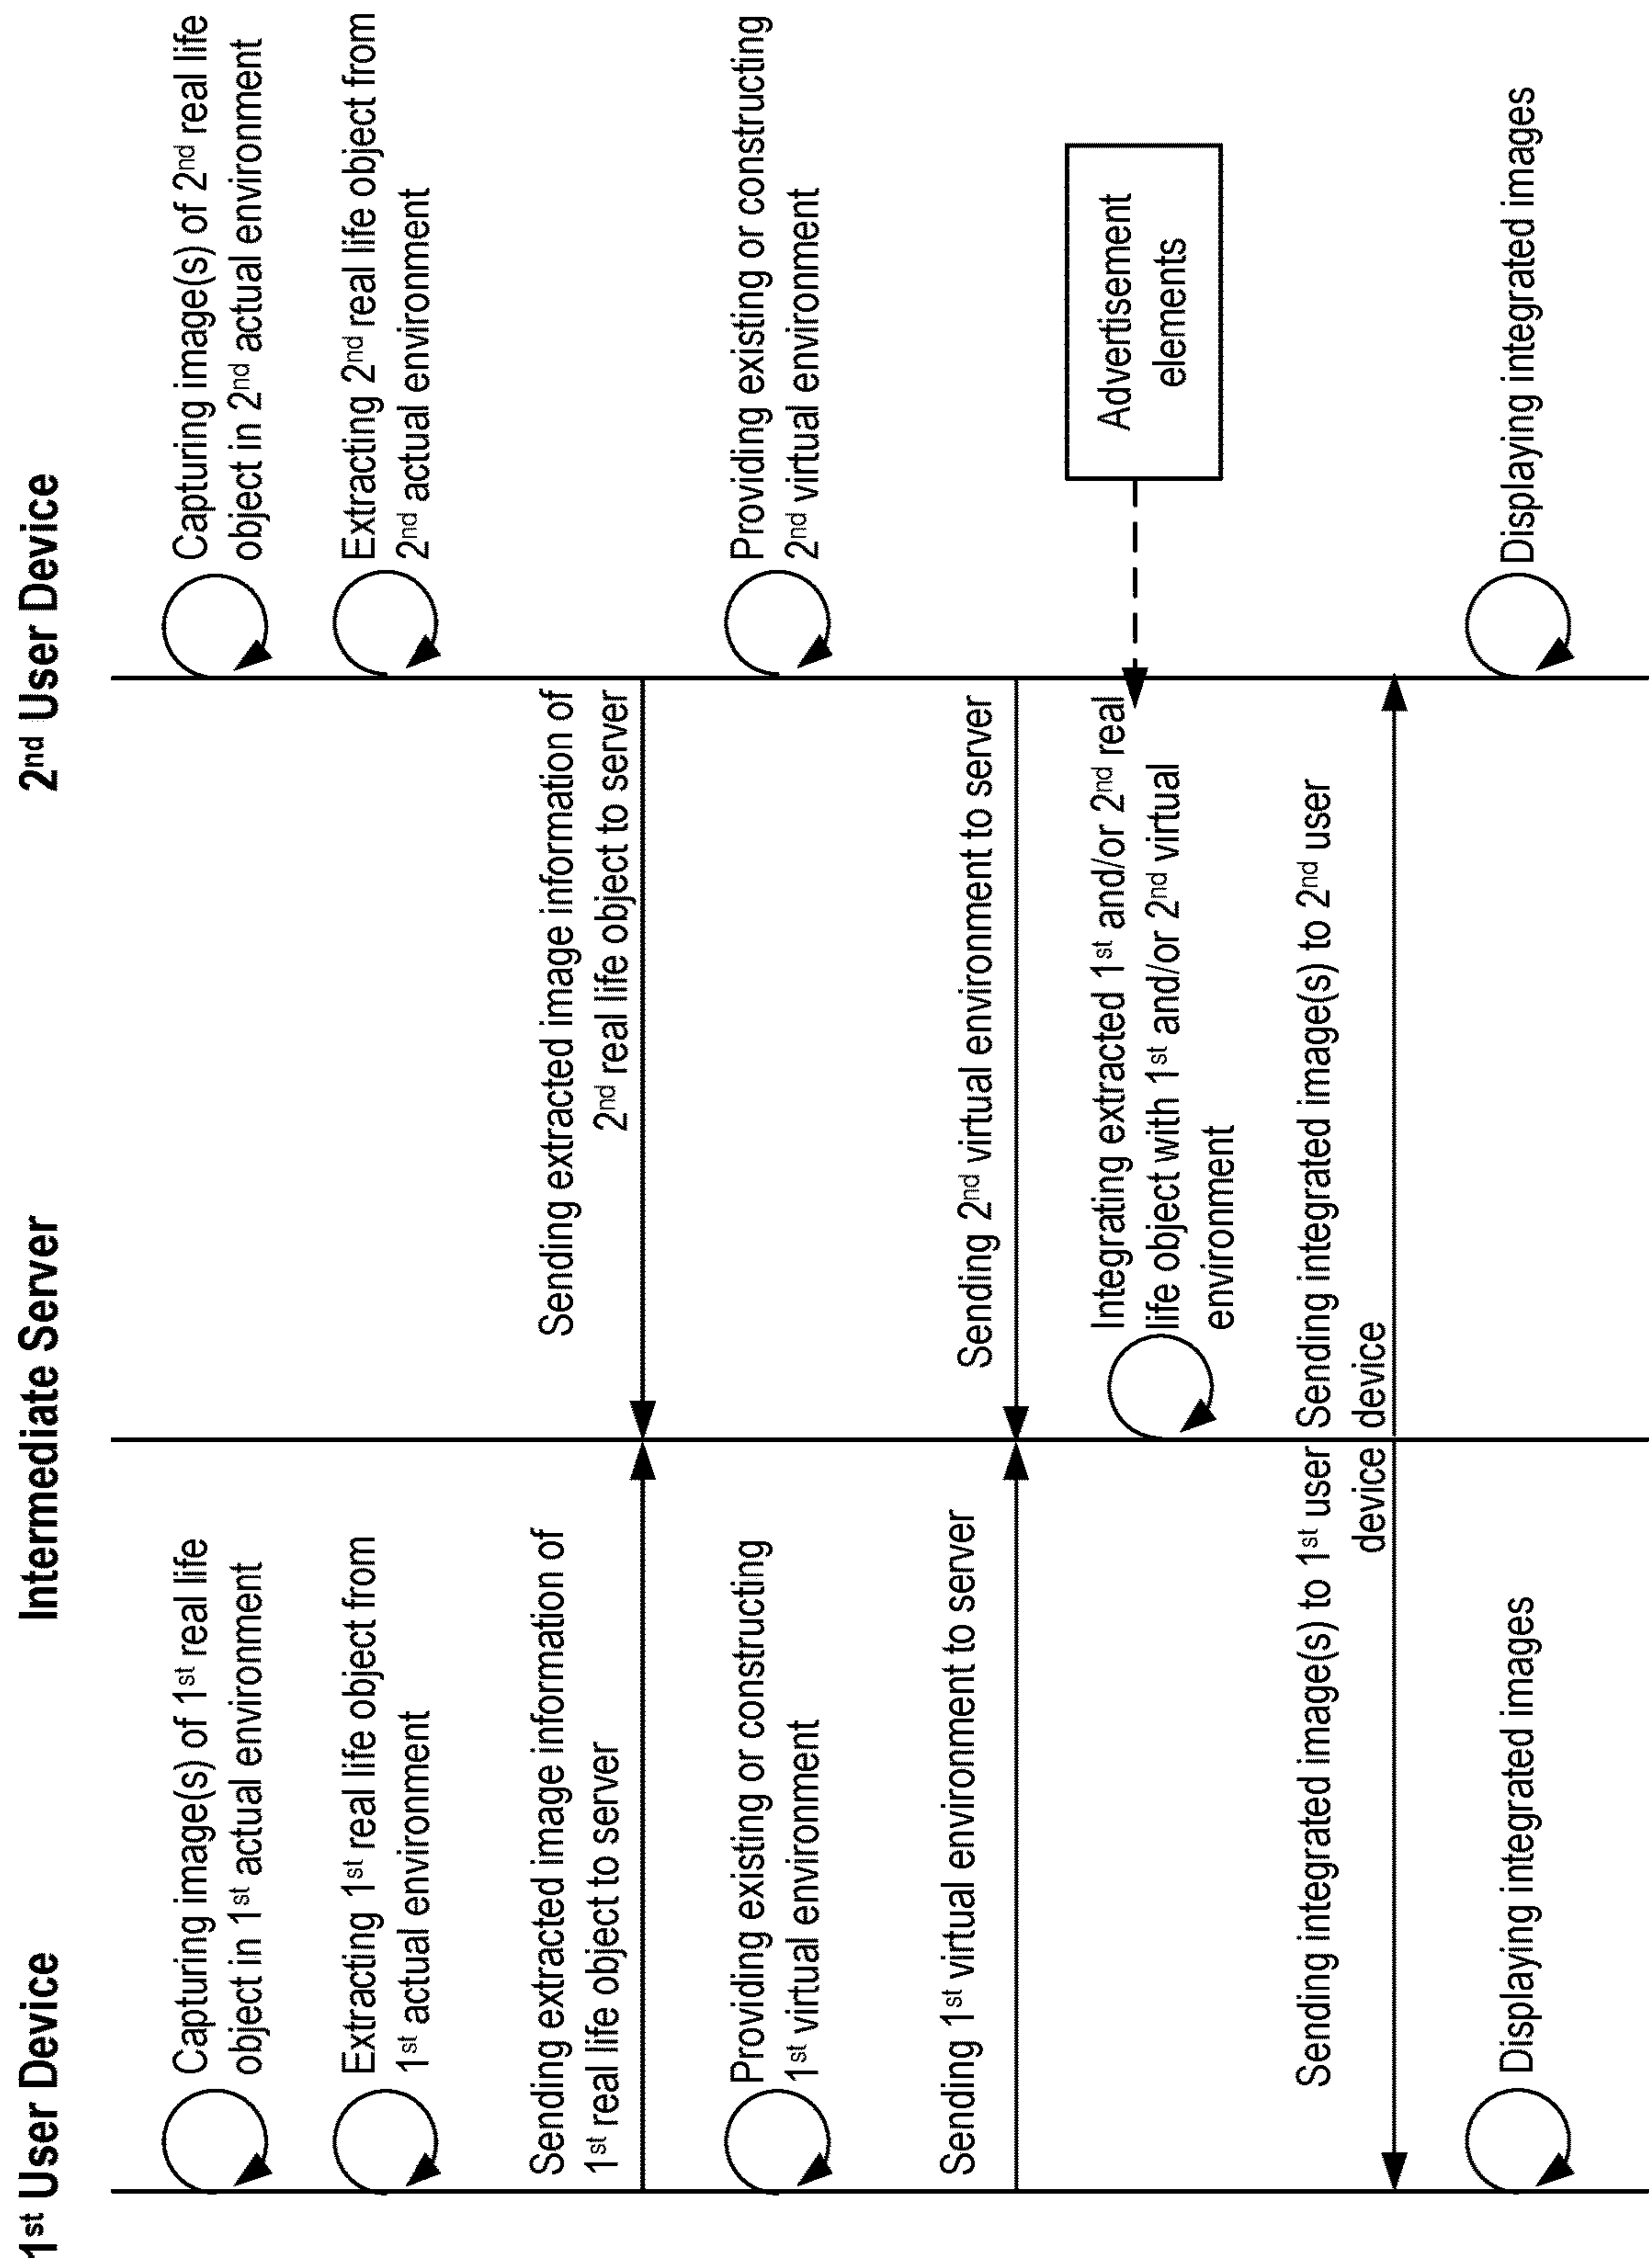 1st User Device
Intermediate Server
2nd User Device
Capturing image(s) of 1st real life
object in 1st actual environment
Capturing image(s) of 2nd real life
object in 2nd actual environment
Extracting 1st real life object from
1st actual environment
Extracting 2nd real life object from
2nd actual environment
Sending extracted image information of
1st real life object to server
Sending extracted image information of
2nd real life object to server
Providing existing or constructing
1st virtual environment
Providing existing or constructing
2nd virtual environment
Sending 1st virtual environment to server
Sending 2nd virtual environment to server
Integrating extracted 1st and/or 2nd real
life object with 1st and/or 2nd virtual
environment
Advertisement
elements
Sending integrated image(s) to 1st user
device
Sending integrated image(s) to 2nd user
device
Displaying integrated images
Displaying integrated images